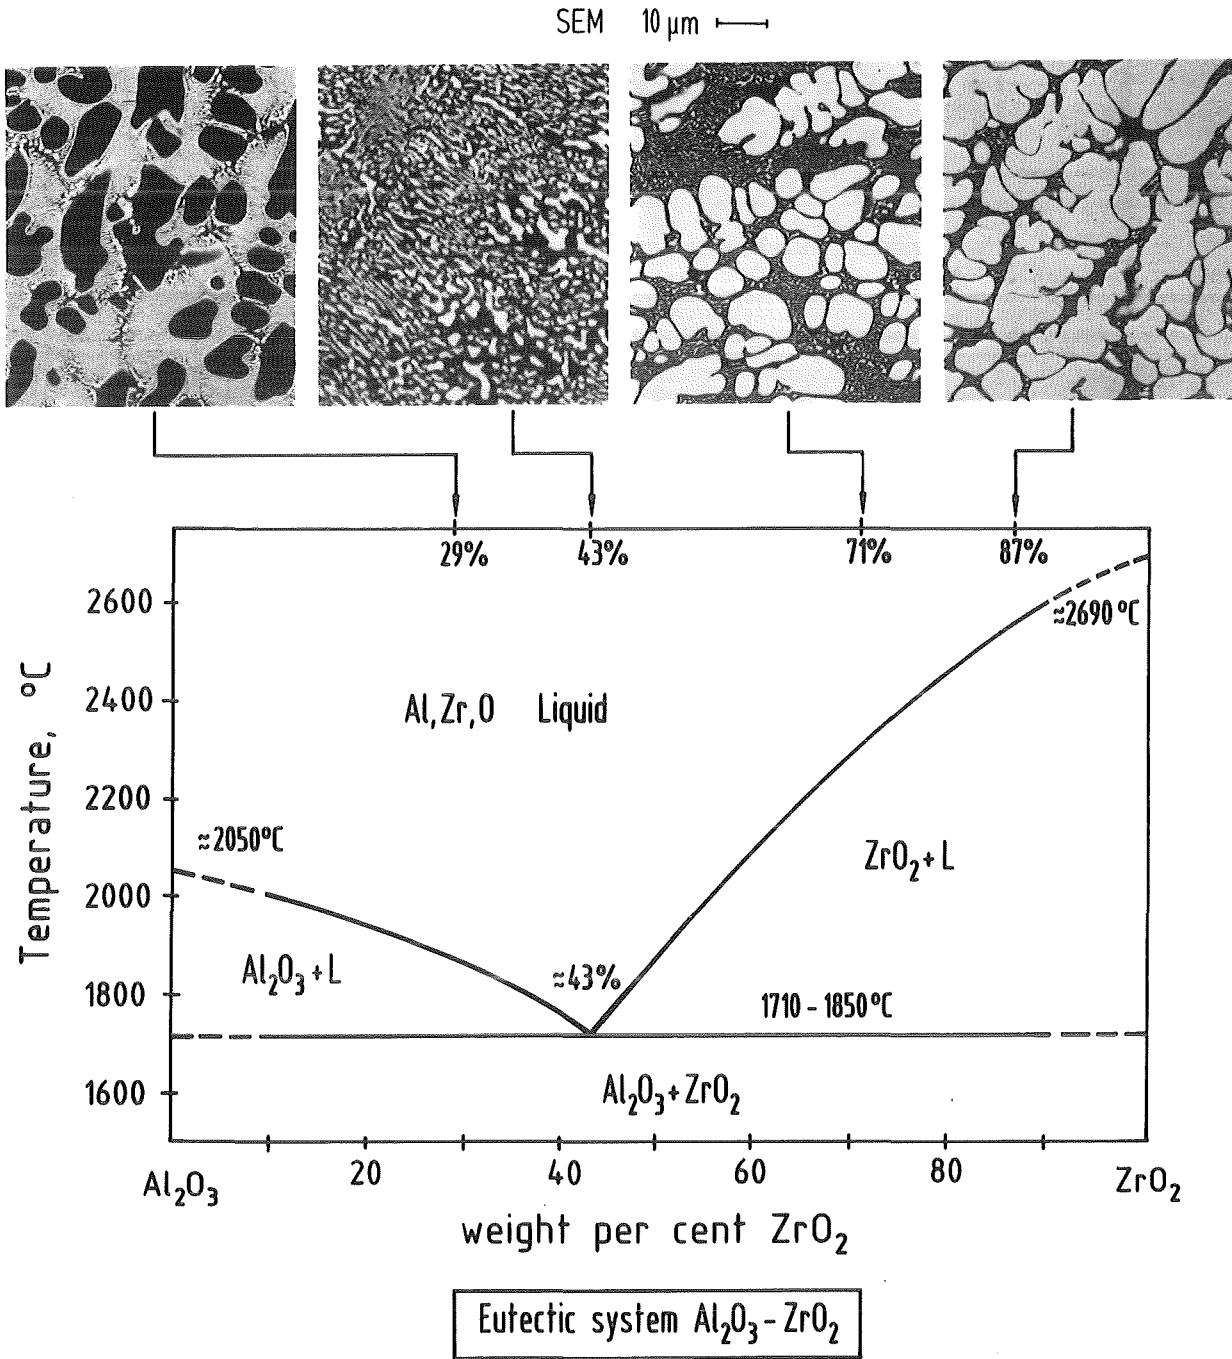 SEM 10 μm
29% 43% 71% 87%
2600
≈2690 °C
2400
Al,Zr,O Liquid
2200
≈2050°C
ZrO₂+L
2000
Al₂O₃+L
≈43%
1800
1710 - 1850°C
1600
Al₂O₃+ZrO₂
Temperature, °C
Al₂O₃ 20 40 60 80 ZrO₂
weight per cent ZrO₂
Eutectic system Al₂O₃-ZrO₂